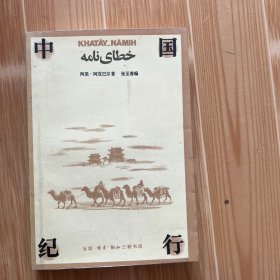 中国
KHATĀY_NĀMIH
خطای نامه
阿里·阿克巴尔著 张至善编
纪行
生活·读书·新知三联书店